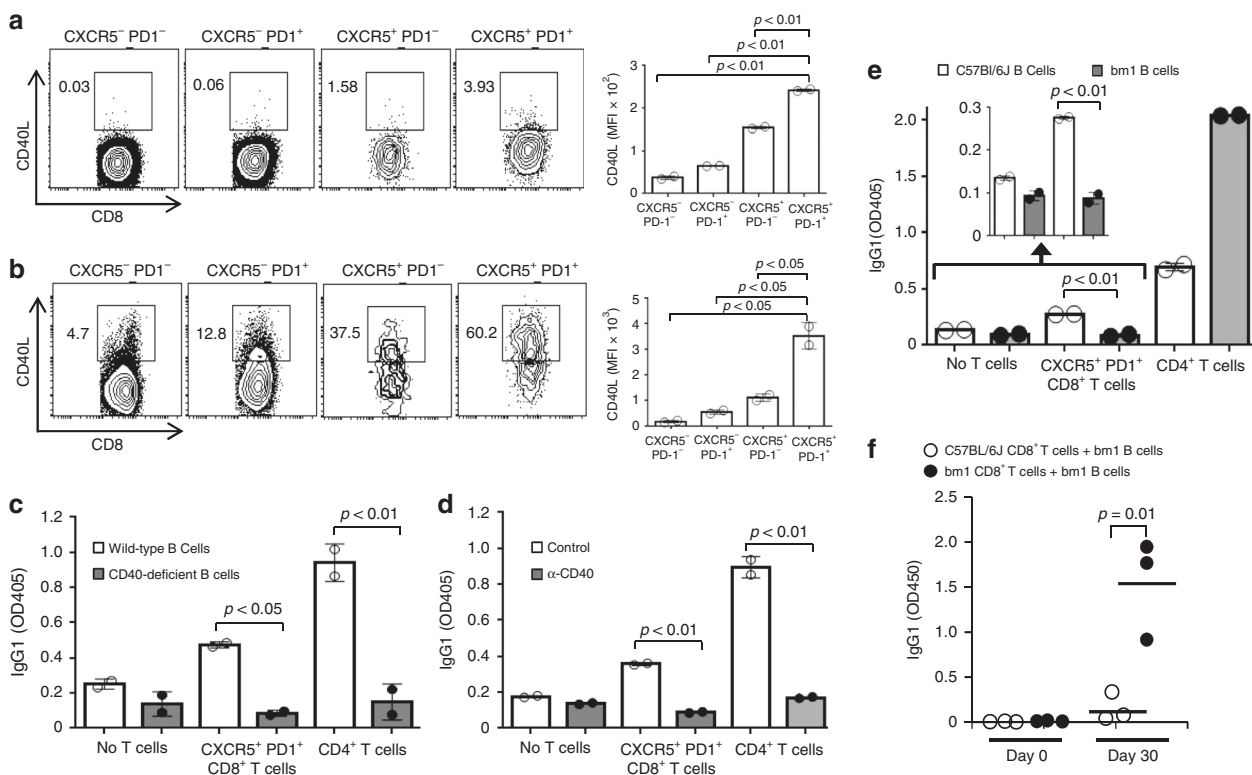 a
CXCR5⁻ PD1⁻
CXCR5⁻ PD1⁺
CXCR5⁺ PD1⁻
CXCR5⁺ PD1⁺
0.03
0.06
1.58
3.93
CD40L
CD8
p < 0.01
p < 0.01
p < 0.01
CD40L (MFI × 10²)
3
2
1
0
CXCR5⁻ PD-1⁻
CXCR5⁻ PD-1⁺
CXCR5⁺ PD-1⁻
CXCR5⁺ PD-1⁺
b
CXCR5⁻ PD1⁻
CXCR5⁻ PD1⁺
CXCR5⁺ PD1⁻
CXCR5⁺ PD1⁺
4.7
12.8
37.5
60.2
CD40L
CD8
p < 0.05
p < 0.05
p < 0.05
CD40L (MFI × 10³)
5
4
3
2
1
0
CXCR5⁻ PD-1⁻
CXCR5⁻ PD-1⁺
CXCR5⁺ PD-1⁻
CXCR5⁺ PD-1⁺
c
Wild-type B Cells
CD40-deficient B cells
p < 0.05
p < 0.01
IgG1 (OD405)
1.2
1.0
0.8
0.6
0.4
0.2
0
No T cells
CXCR5⁺ PD1⁺
CD8⁺ T cells
CD4⁺ T cells
d
Control
α-CD40
p < 0.01
p < 0.01
IgG1 (OD405)
1.2
1.0
0.8
0.6
0.4
0.2
0
No T cells
CXCR5⁺ PD1⁺
CD8⁺ T cells
CD4⁺ T cells
e
C57Bl/6J B Cells
bm1 B cells
p < 0.01
0.3
0.2
0.1
0
p < 0.01
IgG1(OD405)
2.0
1.5
1.0
0.5
0
No T cells
CXCR5⁺ PD1⁺
CD8⁺ T cells
CD4⁺ T cells
f
C57BL/6J CD8⁺ T cells + bm1 B cells
bm1 CD8⁺ T cells + bm1 B cells
p = 0.01
IgG1 (OD450)
2.5
2.0
1.5
1.0
0.5
0
Day 0
Day 30